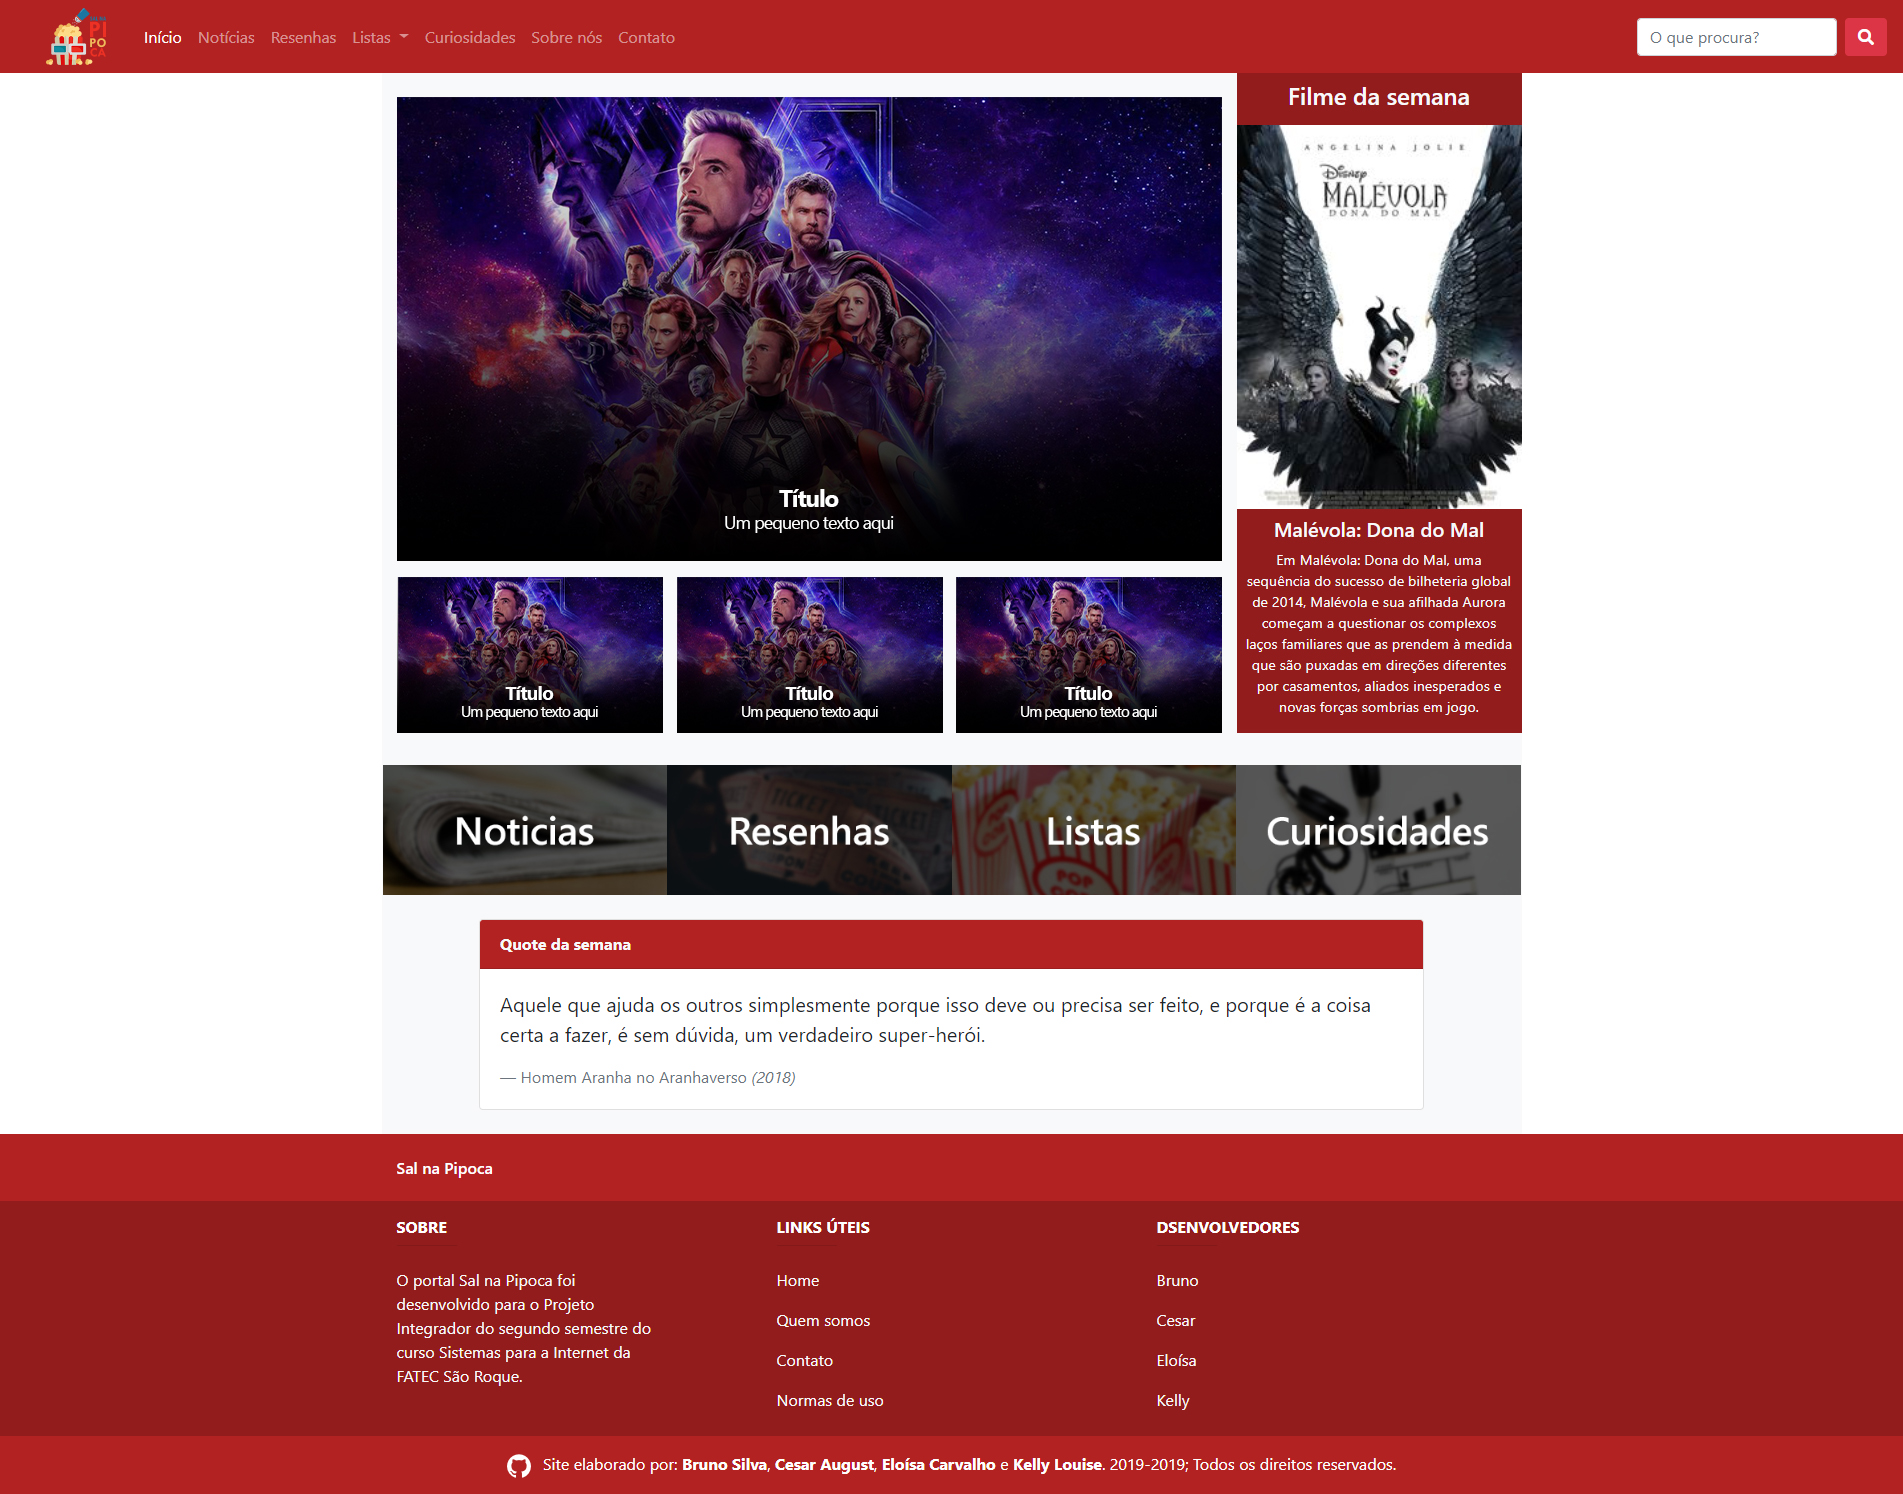 PI
PO
CA
Início
Notícias
Resenhas
Listas
Curiosidades
Sobre nós
Contato
O que procura?
Título
Um pequeno texto aqui
Título
Um pequeno texto aqui
Título
Um pequeno texto aqui
Título
Um pequeno texto aqui
Filme da semana
ANGELINA JOLIE
DISNEY
MALÉVOLA
DONA DO MAL
Malévola: Dona do Mal
Em Malévola: Dona do Mal, uma
sequência do sucesso de bilheteria global
de 2014, Malévola e sua afilhada Aurora
começam a questionar os complexos
laços familiares que as prendem à medida
que são puxadas em direções diferentes
por casamentos, aliados inesperados e
novas forças sombrias em jogo.
Noticias
Resenhas
TICKET
Listas
POP
Curiosidades
Quote da semana
Aquele que ajuda os outros simplesmente porque isso deve ou precisa ser feito, e porque é a coisa
certa a fazer, é sem dúvida, um verdadeiro super-herói.
— Homem Aranha no Aranhaverso (2018)
Sal na Pipoca
SOBRE
O portal Sal na Pipoca foi
desenvolvido para o Projeto
Integrador do segundo semestre do
curso Sistemas para a Internet da
FATEC São Roque.
LINKS ÚTEIS
Home
Quem somos
Contato
Normas de uso
DSENVOLVEDORES
Bruno
Cesar
Eloísa
Kelly
Site elaborado por: Bruno Silva, Cesar August, Eloísa Carvalho e Kelly Louise. 2019-2019; Todos os direitos reservados.